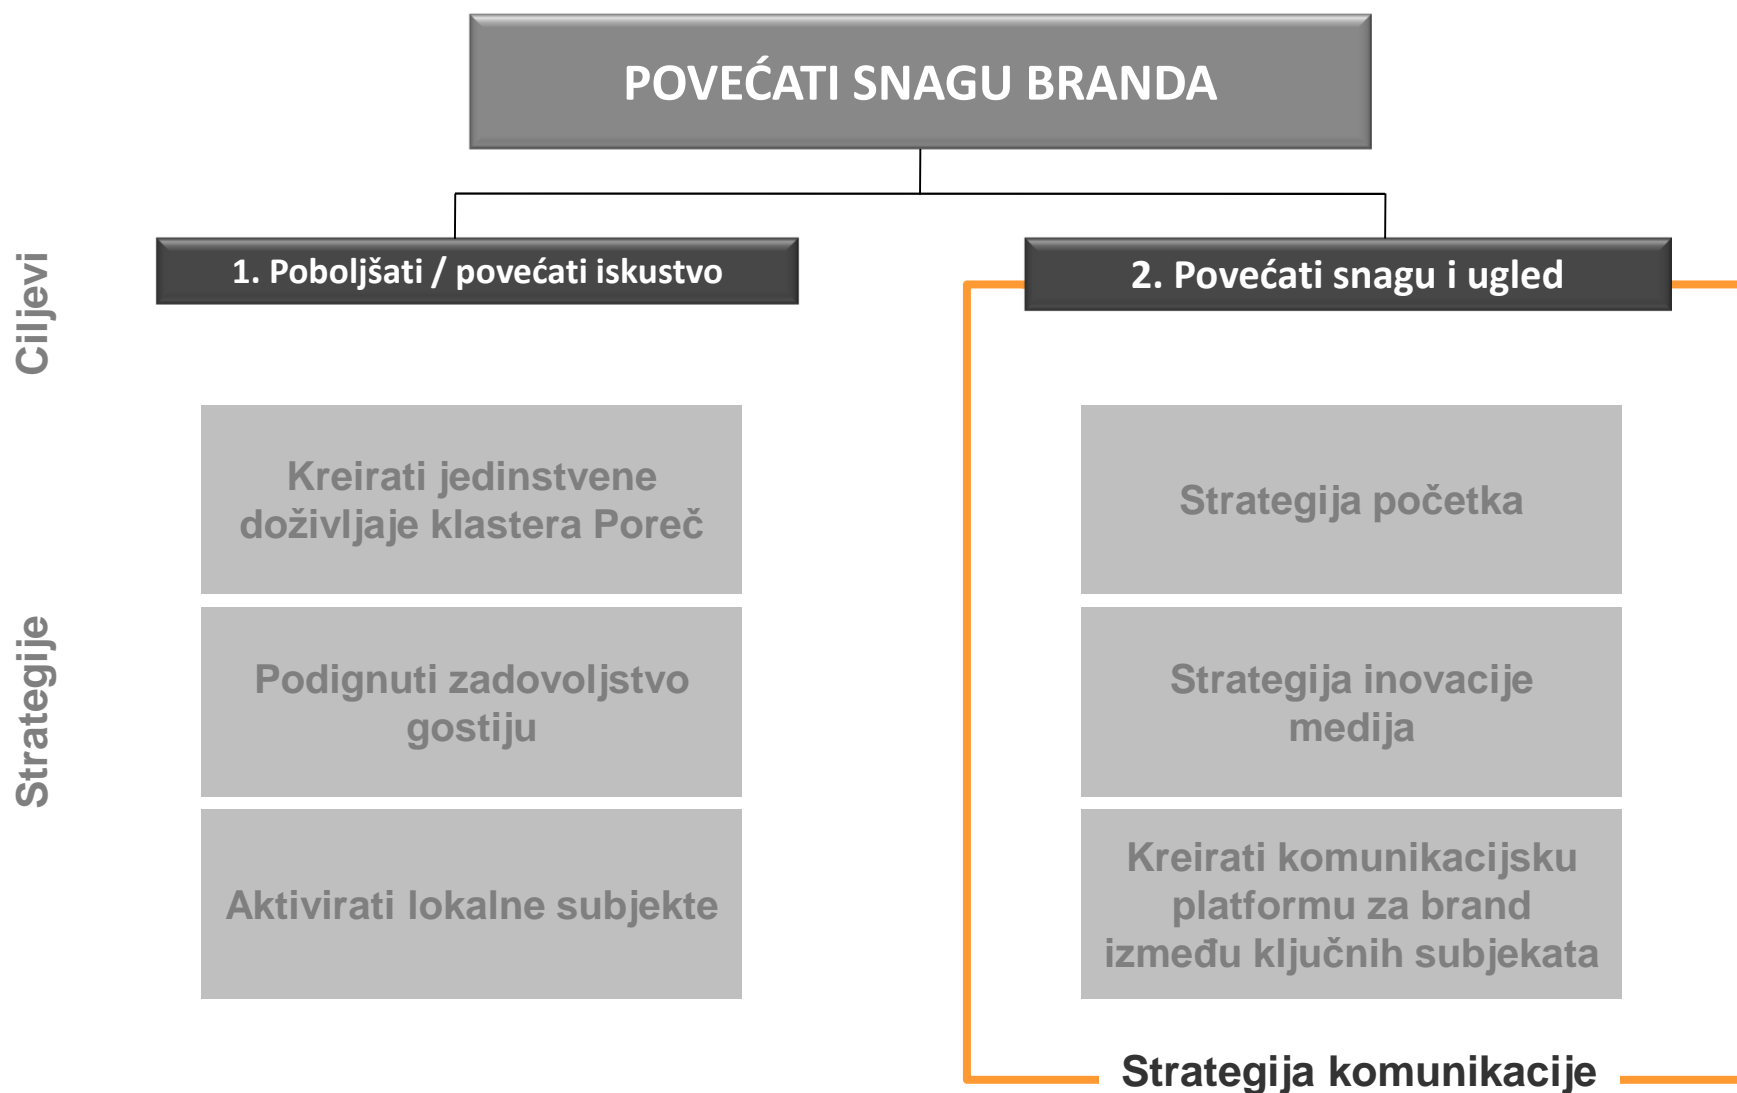 POVEĆATI SNAGU BRANDA
Ciljevi
1. Poboljšati / povećati iskustvo
2. Povećati snagu i ugled
Strategije
Kreirati jedinstvene
doživljaje klastera Poreč
Podignuti zadovoljstvo
gostiju
Aktivirati lokalne subjekte
Strategija početka
Strategija inovacije
medija
Kreirati komunikacijsku
platformu za brand
između ključnih subjekata
Strategija komunikacije